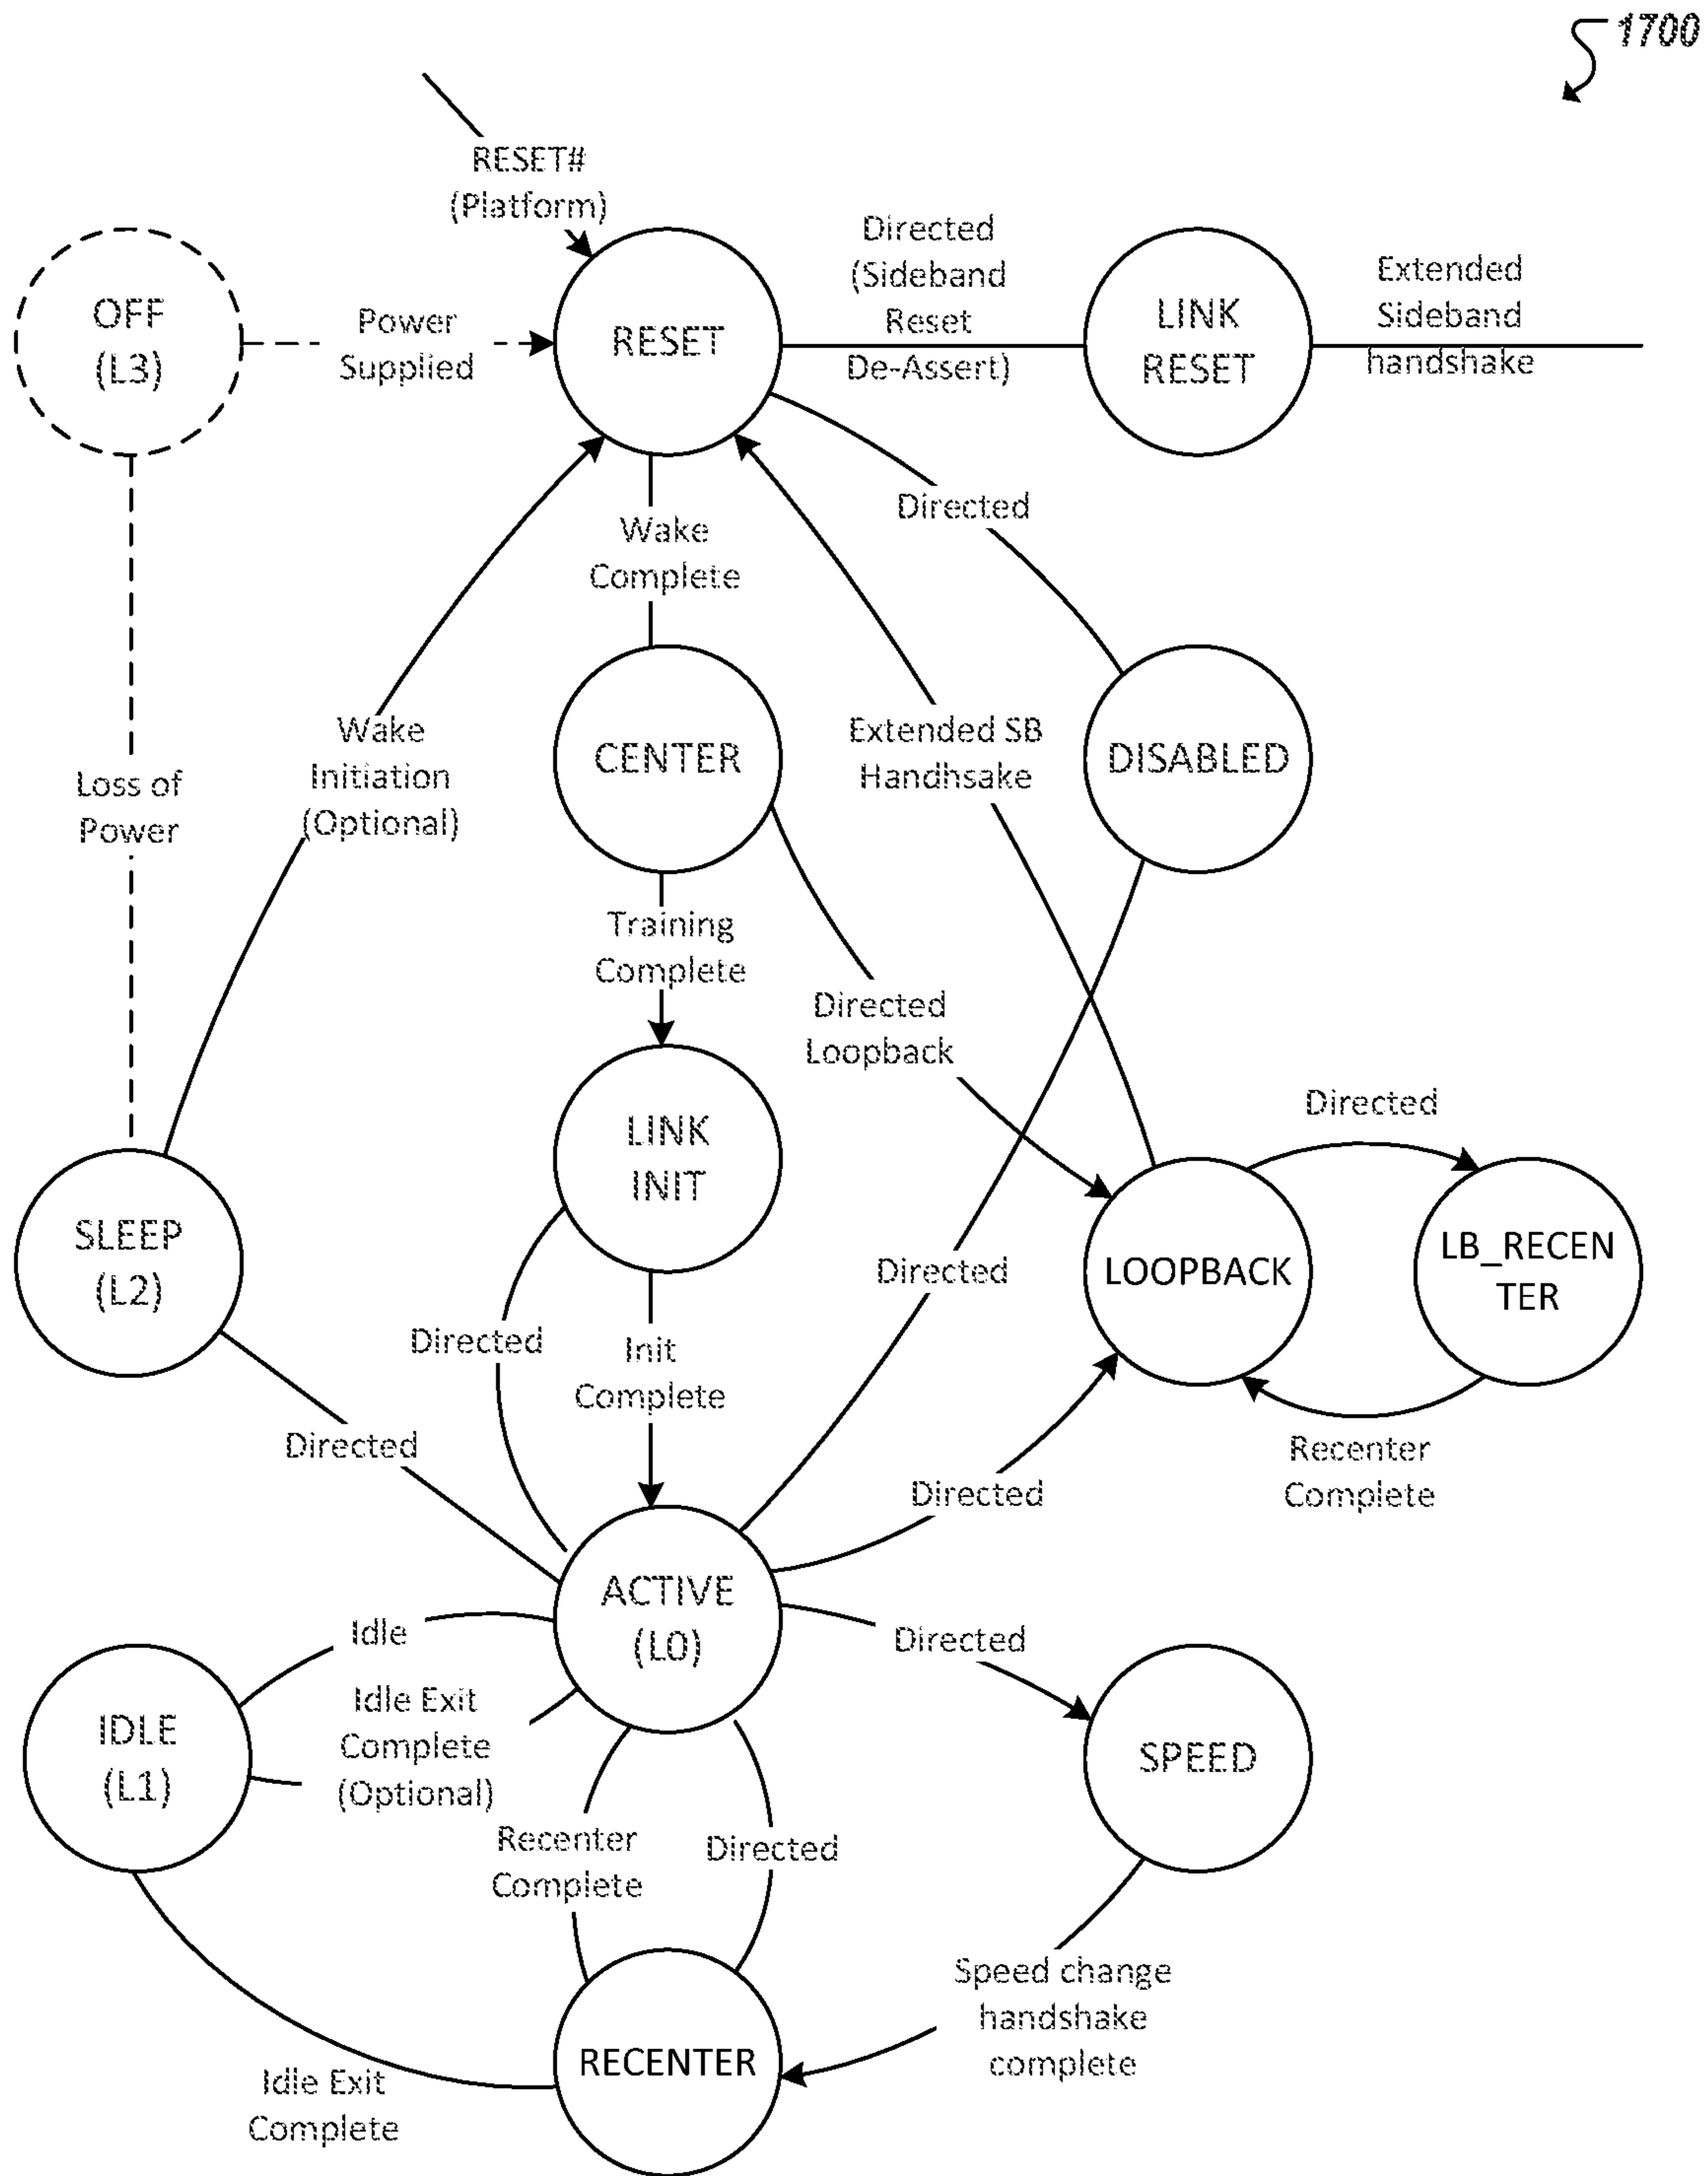 1700
RESET#
(Platform)
OFF
(L3)
Power
Supplied
RESET
Directed
(Sideband
Reset
De-Assert)
LINK
RESET
Extended
Sideband
handshake
Wake
Complete
Directed
Loss of
Power
Wake
Initiation
(Optional)
CENTER
Extended SB
Handhsake
DISABLED
Training
Complete
Directed
Loopback
LINK
INIT
Directed
SLEEP
(L2)
Directed
LOOPBACK
LB_RECEN
TER
Directed
Init
Complete
Directed
Directed
Recenter
Complete
ACTIVE
(L0)
Idle
Directed
IDLE
(L1)
Idle Exit
Complete
(Optional)
SPEED
Recenter
Complete
Directed
Speed change
handshake
complete
RECENTER
Idle Exit
Complete